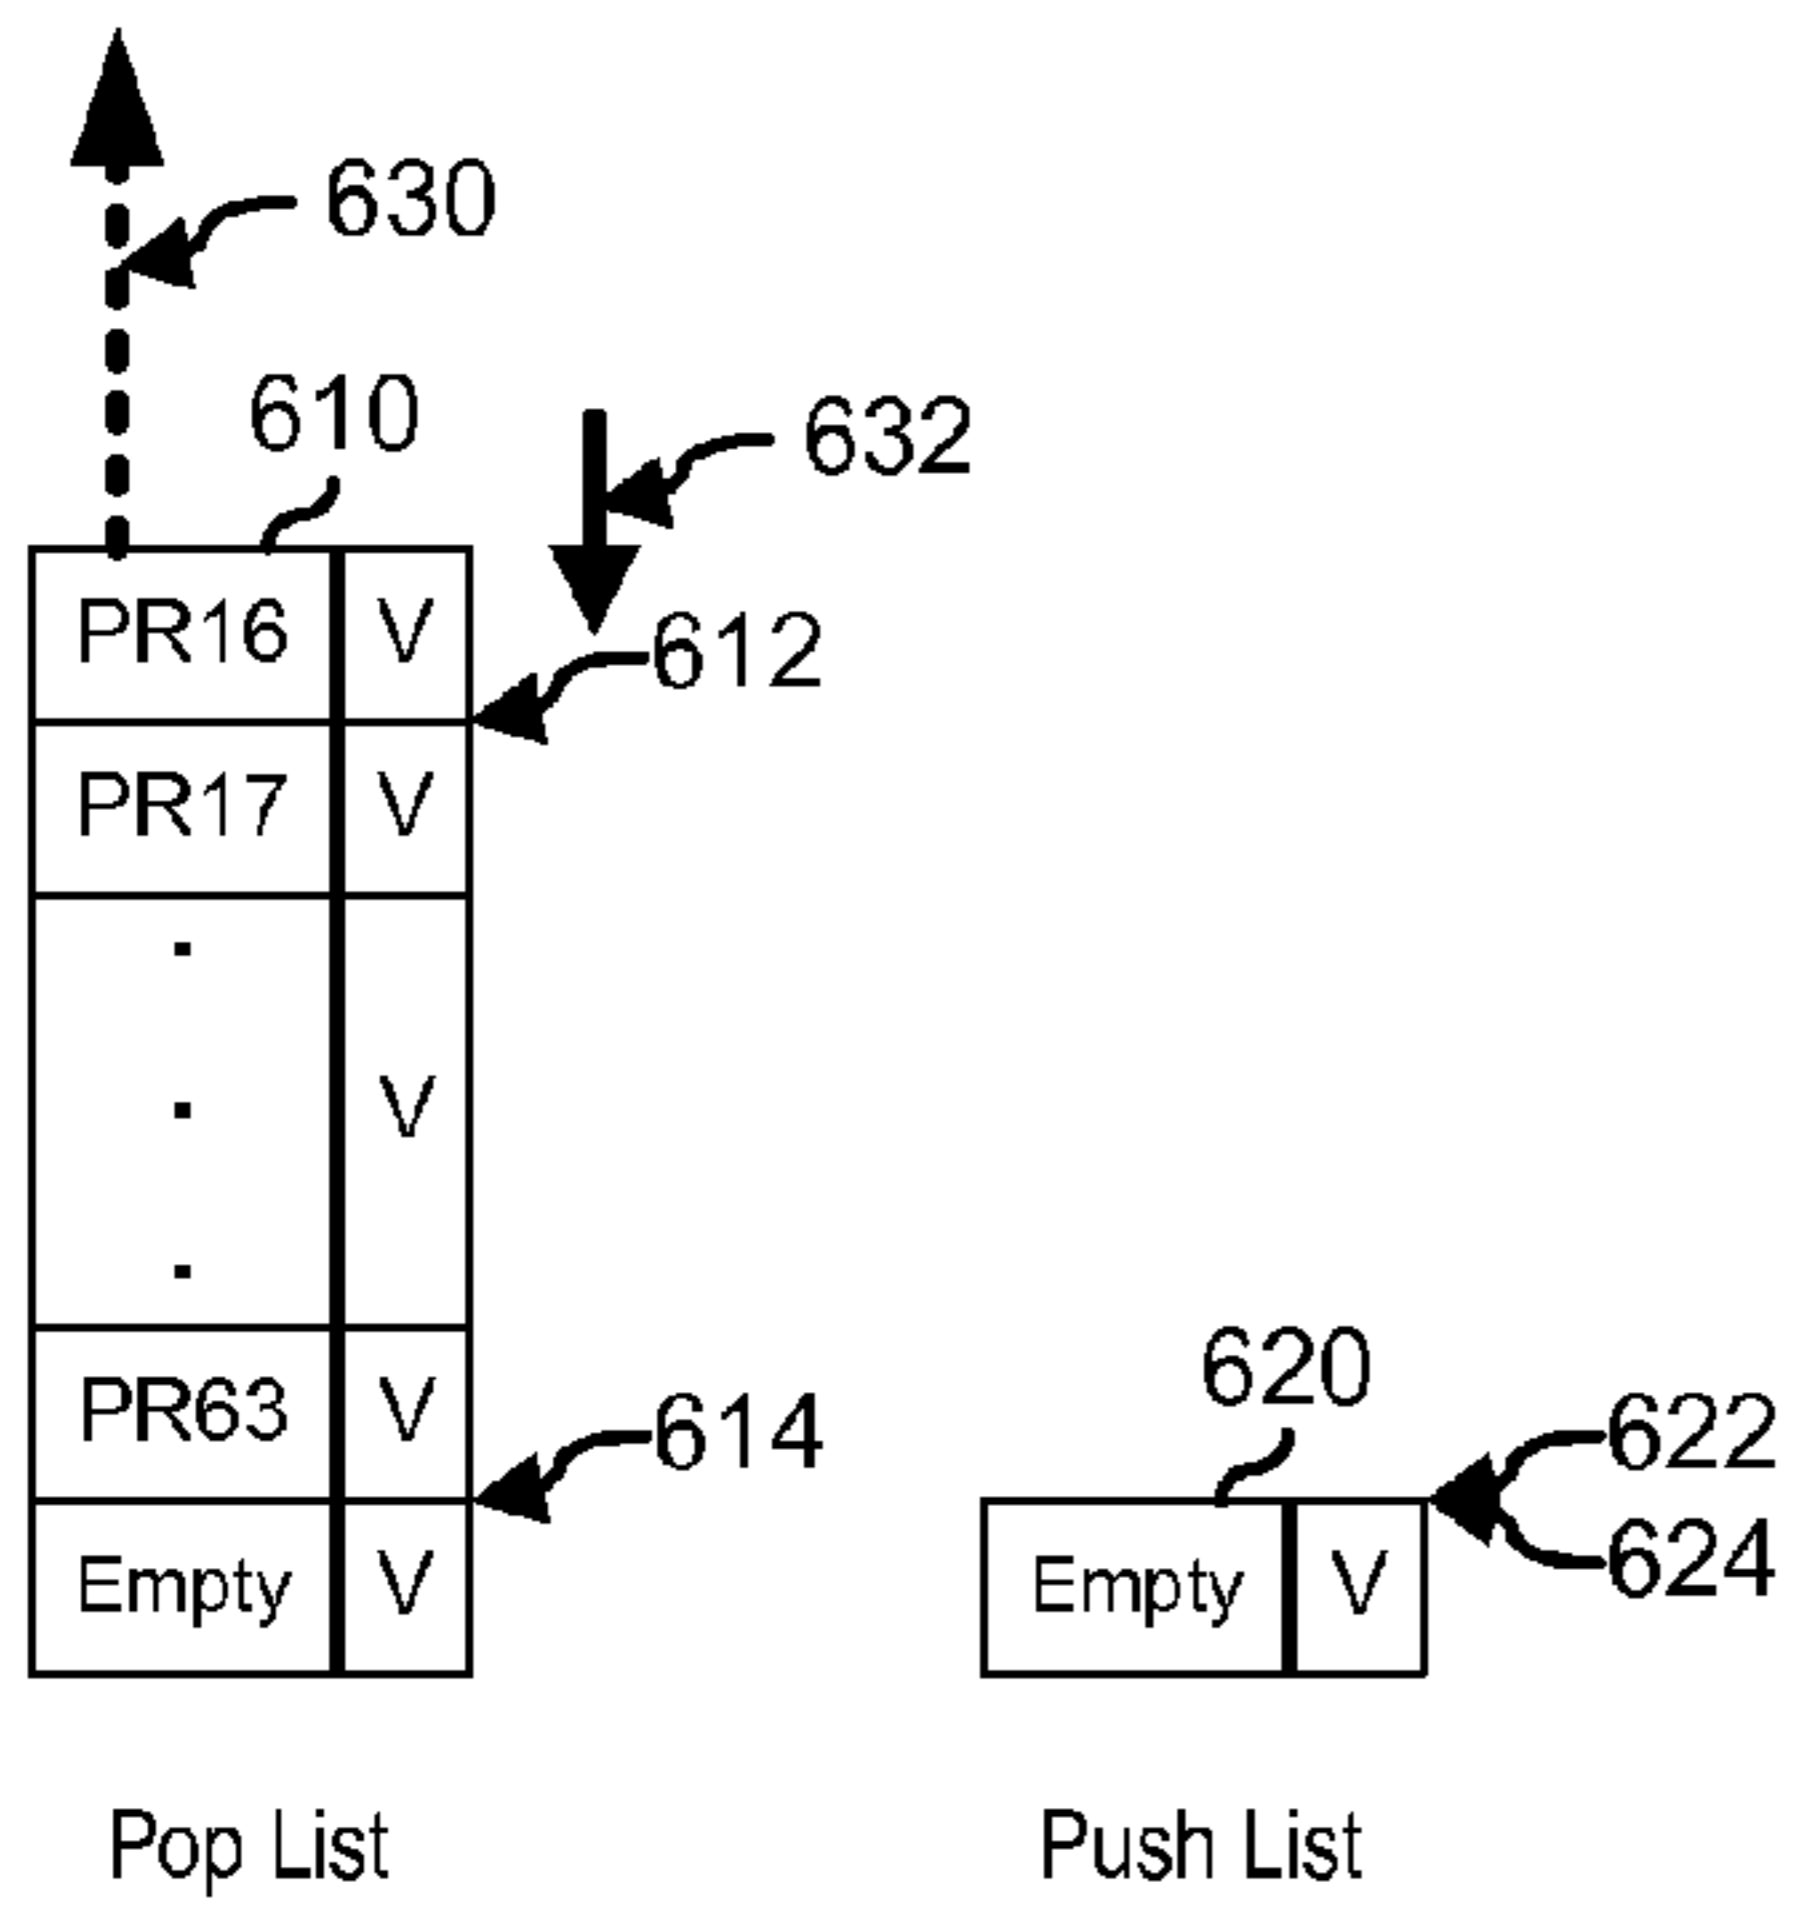 630
610
632
PR16 V
612
PR17 V
.
. V
.
PR63 V
614
Empty V
620
622
Empty V
624
Pop List
Push List